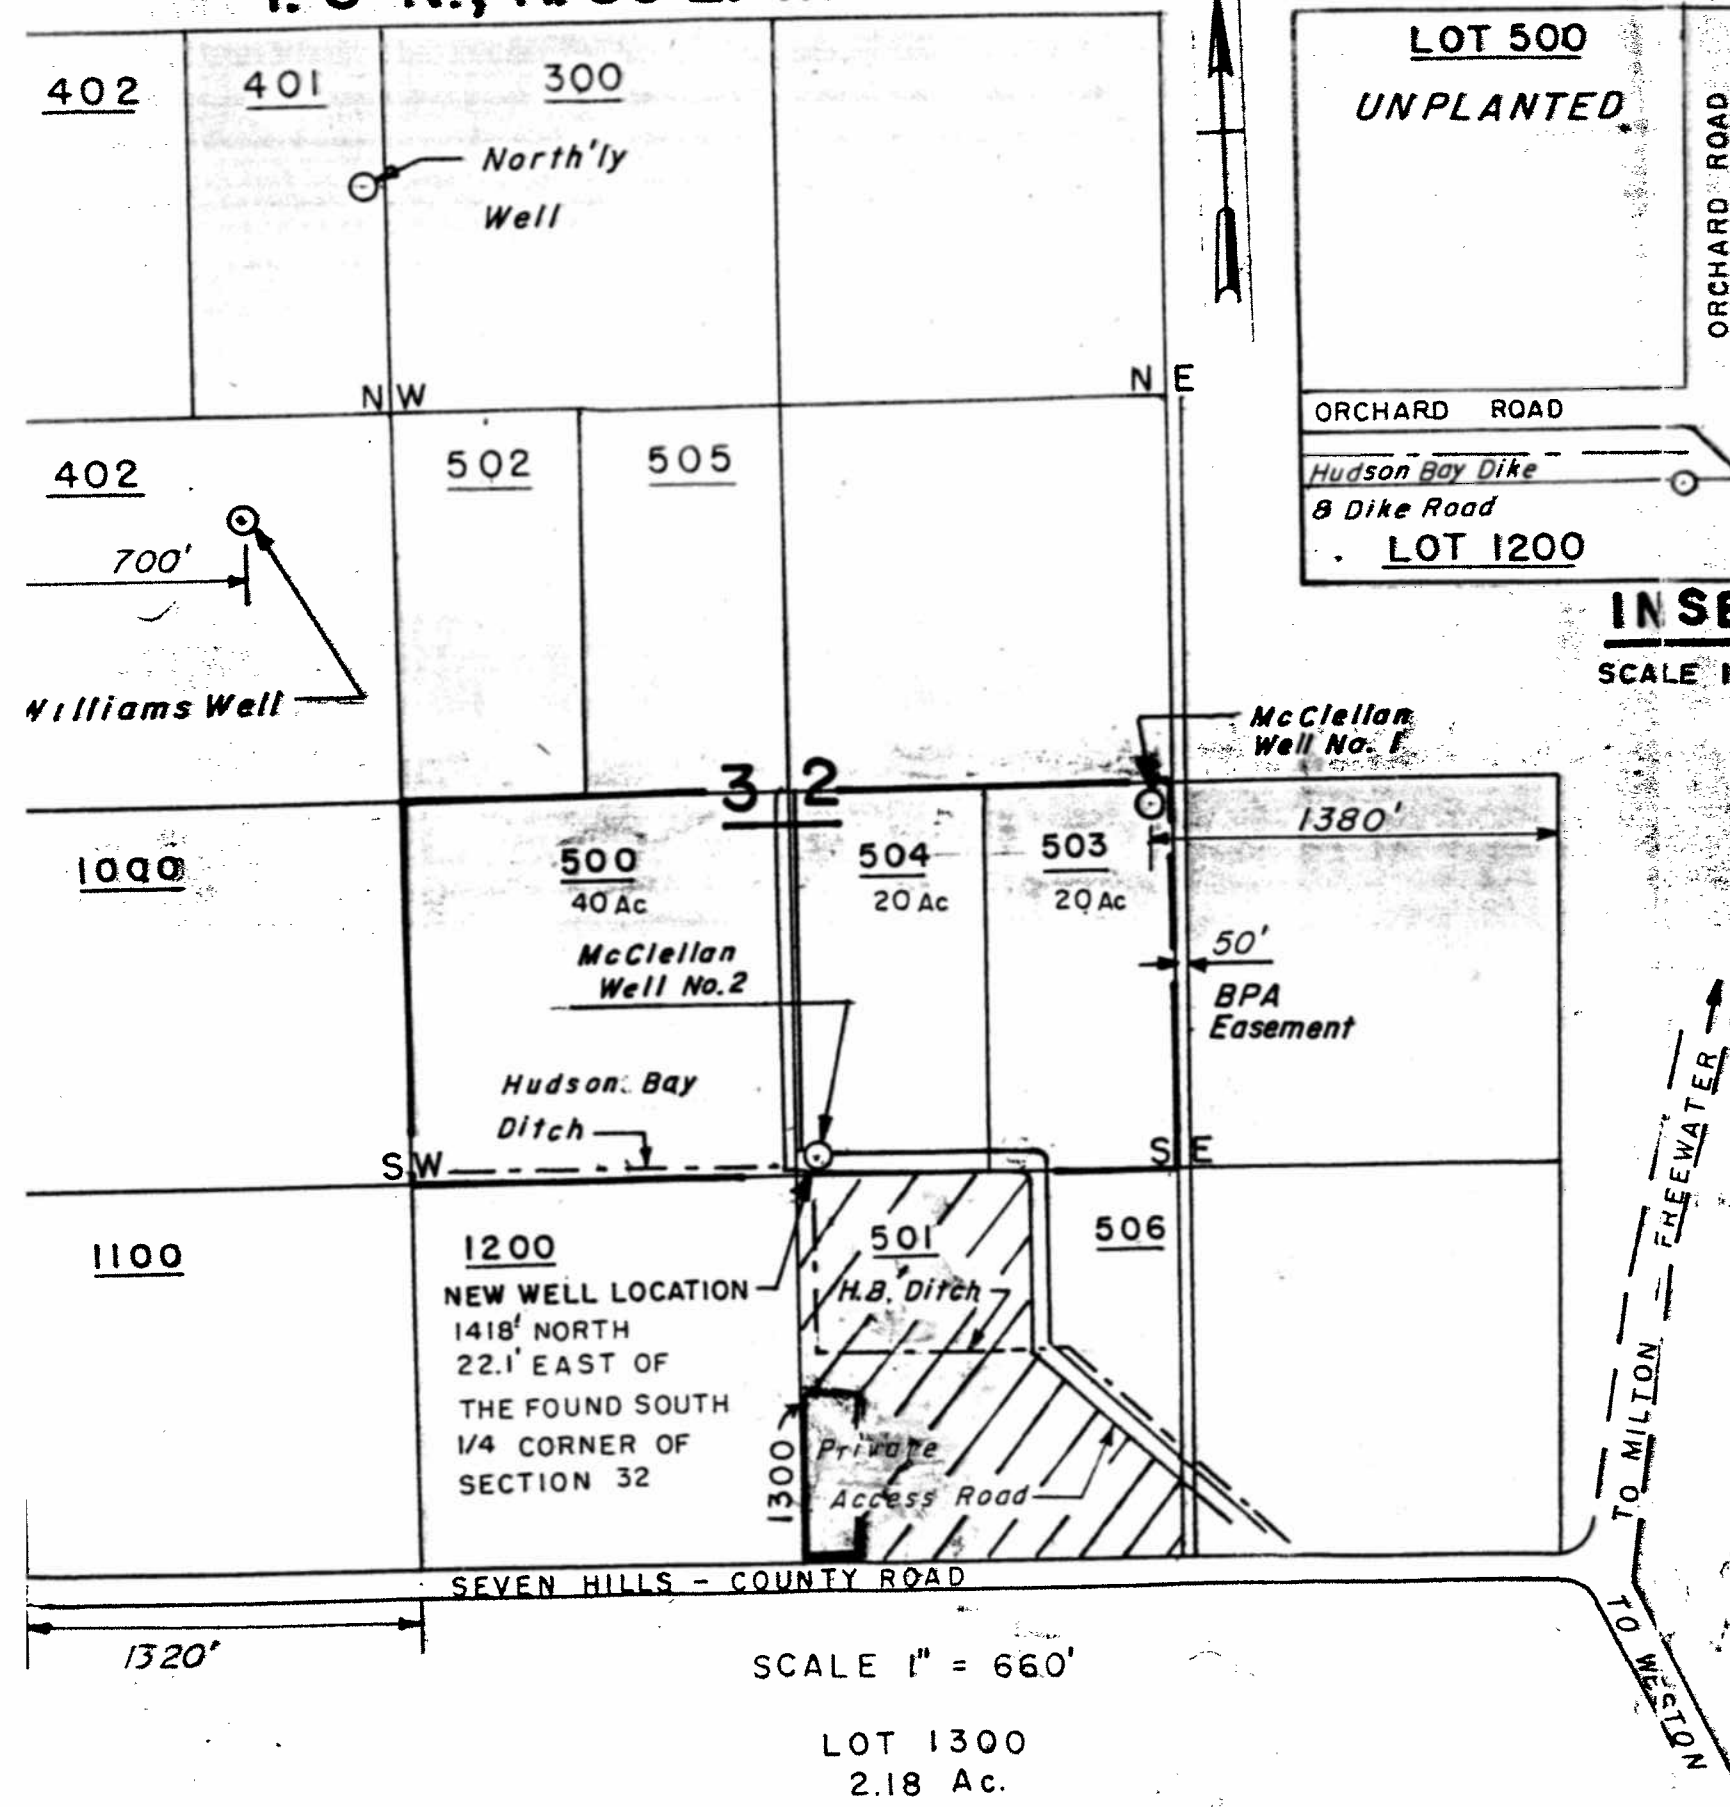 402
401
300
North'ly
Well
N W
N E
LOT 500
UNPLANTED
ORCHARD ROAD
ORCHARD ROAD
Hudson Bay Dike
& Dike Road
LOT 1200
SCALE
402
502
505
700'
Williams Well
McClellan
Well No. 1
32
1380'
1000
500
40 Ac
504
20 Ac
503
20 Ac
McClellan
Well No. 2
50'
BPA
Easement
Hudson Bay
Ditch
SW
S E
1100
1200
NEW WELL LOCATION
1418' NORTH
22.1' EAST OF
THE FOUND SOUTH
1/4 CORNER OF
SECTION 32
501
H.B. Ditch
506
1300
Private
Access Road
TO MILTON FREEWATER
TO WESTON
SEVEN HILLS - COUNTY ROAD
1320'
SCALE 1" = 660'
LOT 1300
2.18 Ac.